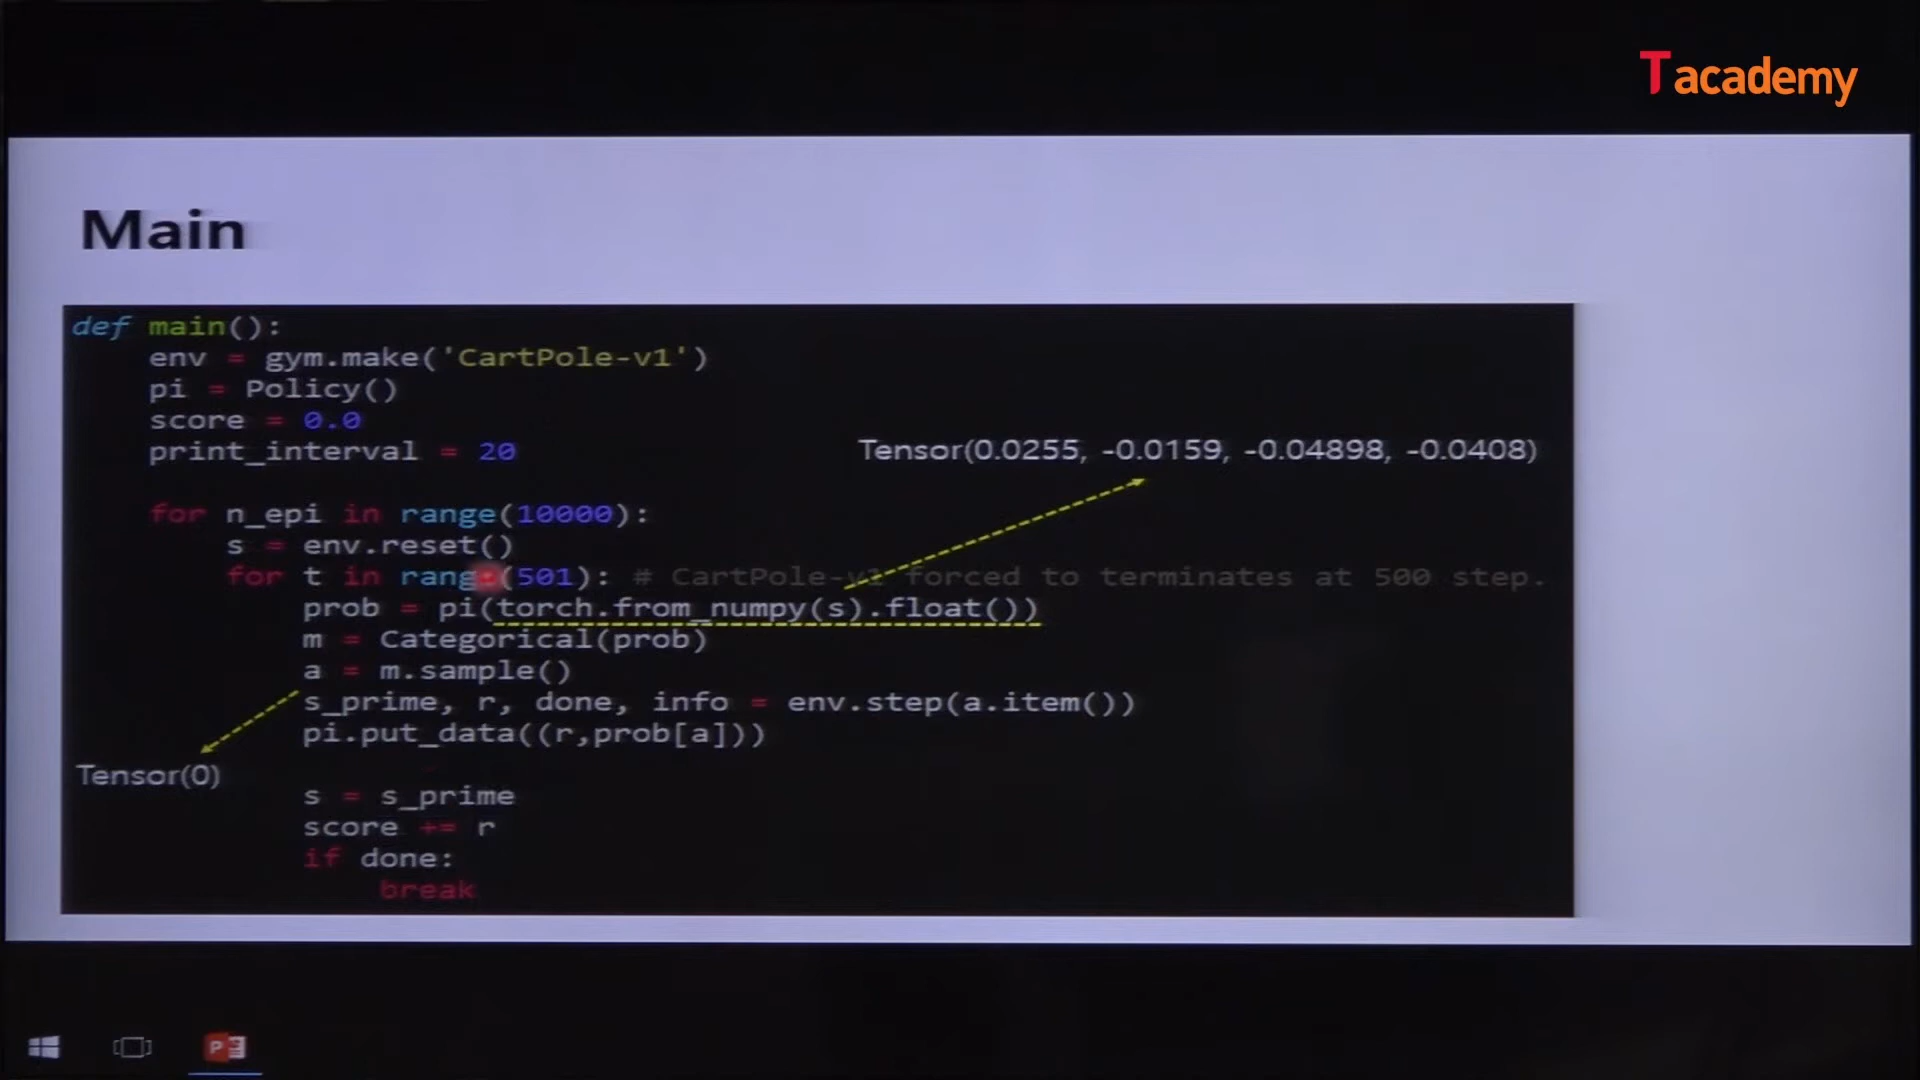 T academy
Main
def main():
env = gym.make('CartPole-v1')
pi = Policy()
score = 0.0
print_interval = 20
Tensor(0.0255, -0.0159, -0.04898, -0.0408)
for n_epi in range(10000):
s = env.reset()
for t in range(501): # CartPole-v1 forced to terminates at 500 step.
prob = pi(torch.from_numpy(s).float())
m = Categorical(prob)
a = m.sample()
s_prime, r, done, info = env.step(a.item())
pi.put_data((r,prob[a]))
Tensor(0)
s = s_prime
score += r
if done:
break
P